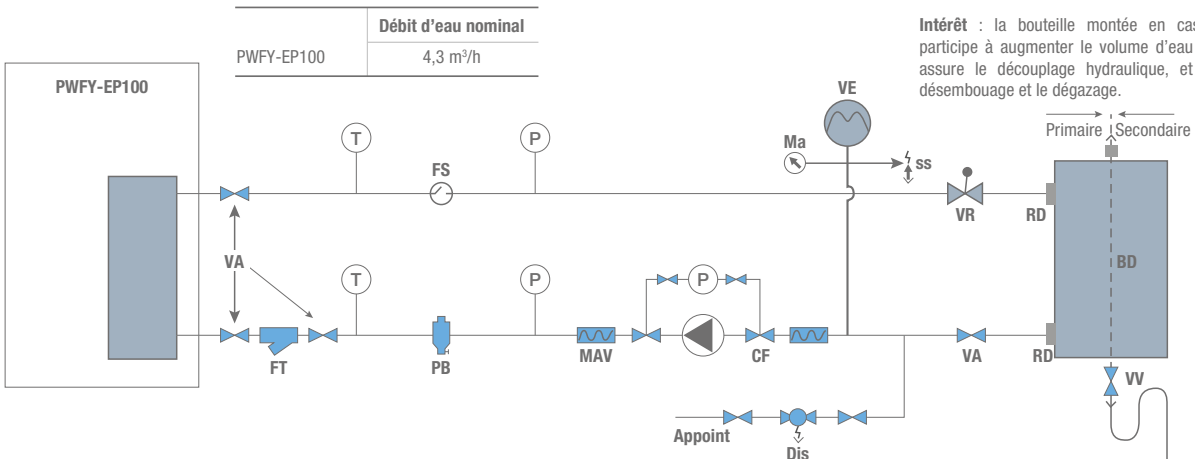 Débit d'eau nominal
PWFY-EP100 4,3 m³/h
Intérêt : la bouteille montée en cas
participe à augmenter le volume d'eau
assure le découplage hydraulique, et
désembouage et le dégazage.
PWFY-EP100
VE
Primaire Secondaire
T
P
Ma
ss
FS
VR
RD
VA
BD
T
P
P
FT
PB
MAV
CF
VA
RD
VV
Appoint
Dis